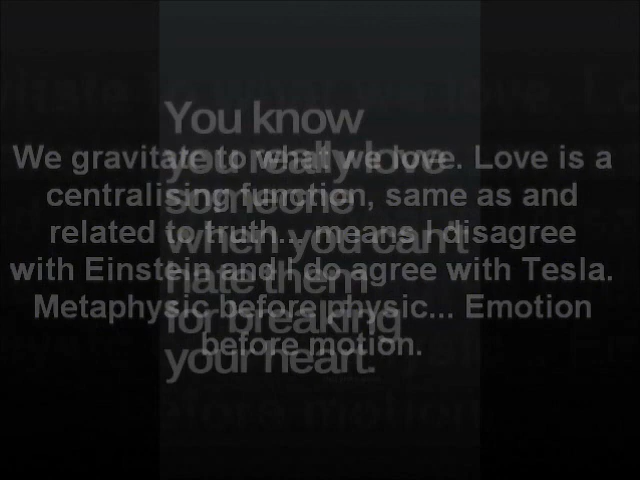 You know
you really love
someone
when you can't
hate them
for breaking
your heart.
We gravitate to what we love. Love is a
centralising function, same as and
related to truth... means I disagree
with Einstein and I do agree with Tesla.
Metaphysic before physic... Emotion
before motion.